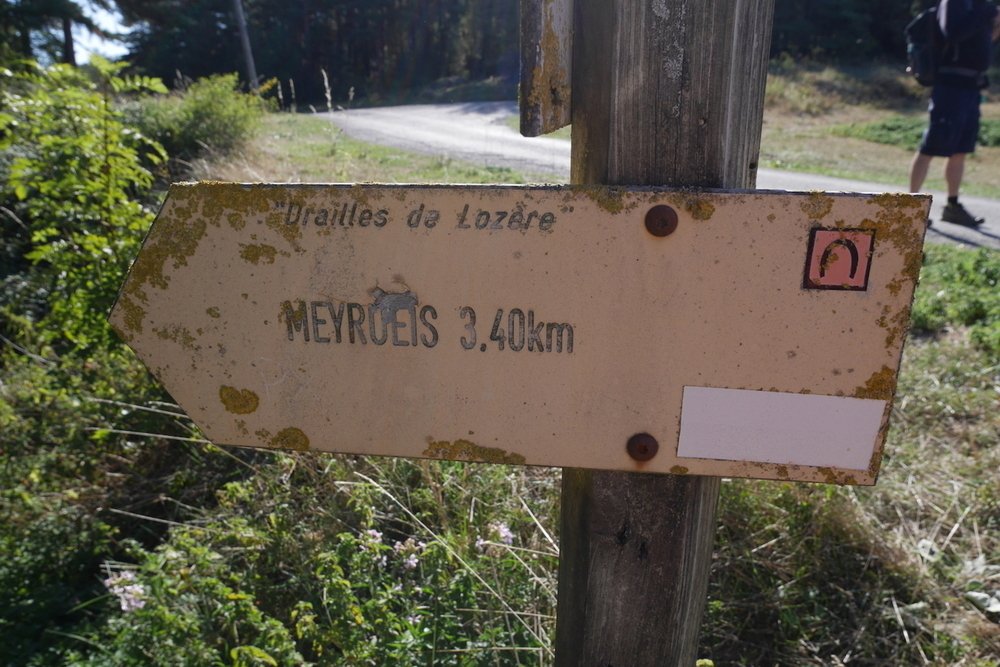 "Drailles de Lozère"
MEYRUEIS 3.40km